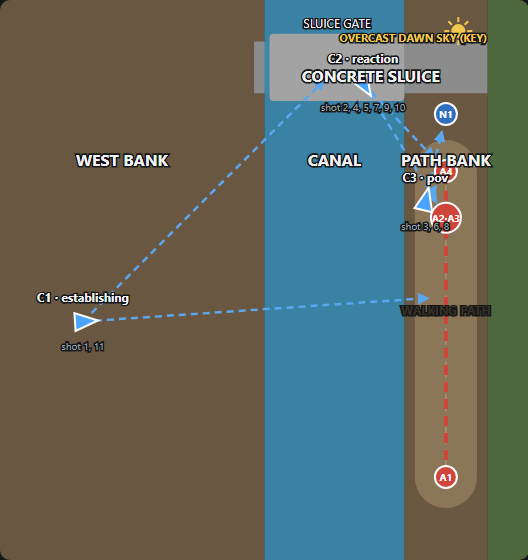 SLUICE GATE
OVERCAST DAWN SKY (KEY)
C2 · reaction
CONCRETE SLUICE
shot 2, 4, 5, 7, 9, 10
N1
WEST BANK
CANAL
PATH-BANK
A4
C3 · pov
A2·A3
shot 3, 6, 8
C1 · establishing
WALKING PATH
shot 1, 11
A1